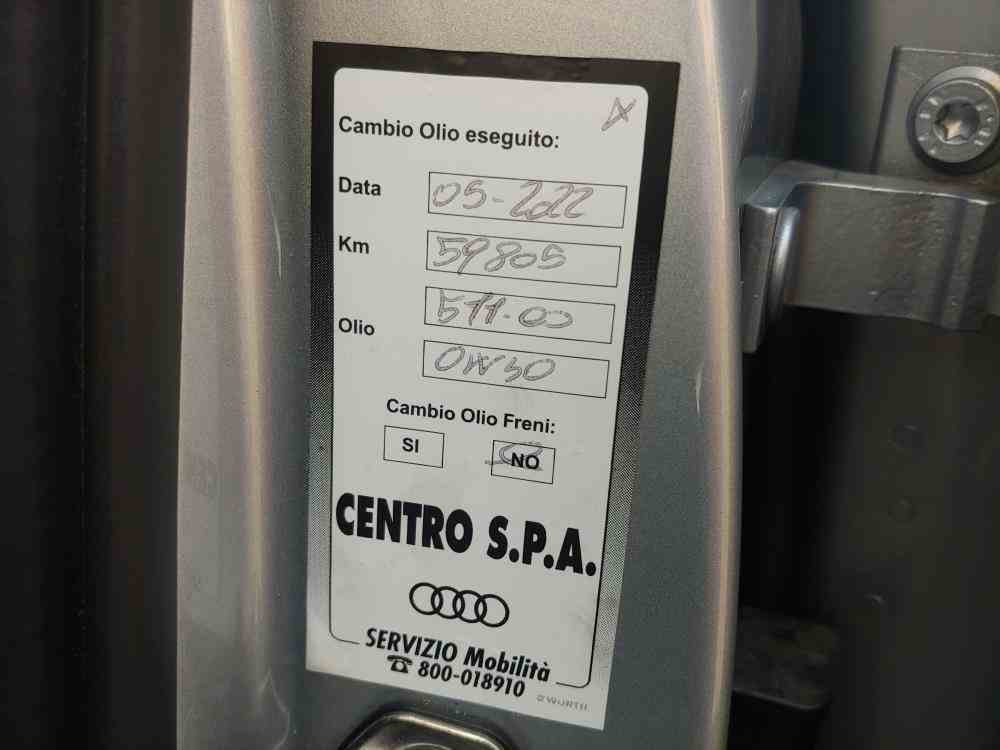 Cambio Olio eseguito:
Data 05-2022
Km 59805
Olio 511.00
0W30
Cambio Olio Freni:
SI NO
CENTRO S.P.A.
SERVIZIO Mobilità
☎ 800-018910
WÜRTH